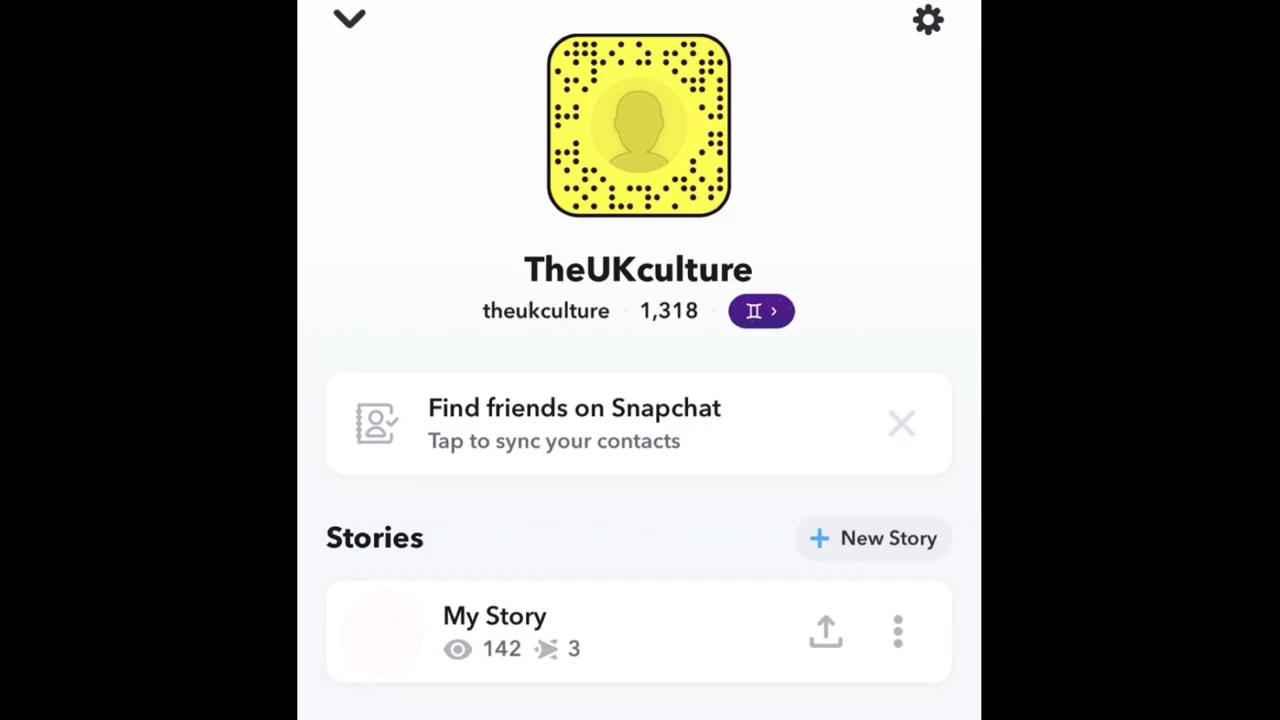 TheUKculture
theukculture · 1,318 · ♊ ›
Find friends on Snapchat
Tap to sync your contacts
Stories
+ New Story
My Story
142 3